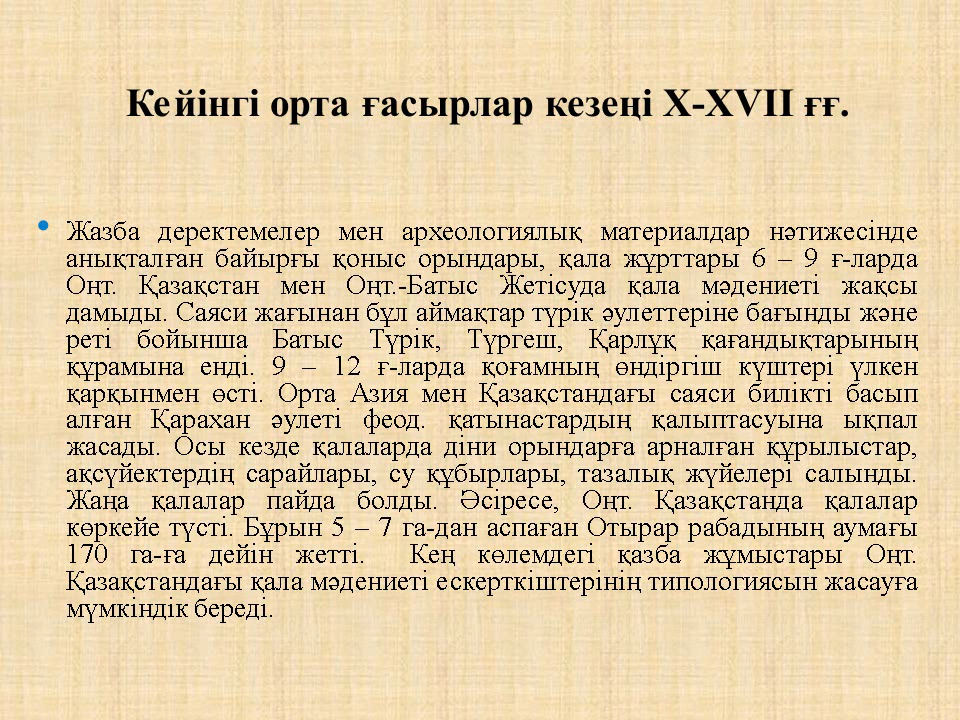 Кейінгі орта ғасырлар кезеңі X-XVII ғғ.
• Жазба деректемелер мен археологиялық материалдар нәтижесінде
анықталған байырғы қоныс орындары, қала жұрттары 6 – 9 ғ-ларда
Оңт. Қазақстан мен Оңт.-Батыс Жетісуда қала мәдениеті жақсы
дамыды. Саяси жағынан бұл аймақтар түрік әулеттеріне бағынды және
реті бойынша Батыс Түрік, Түргеш, Қарлұқ қағандықтарының
құрамына енді. 9 – 12 ғ-ларда қоғамның өндіргіш күштері үлкен
қарқынмен өсті. Орта Азия мен Қазақстандағы саяси билікті басып
алған Қарахан әулеті феод. қатынастардың қалыптасуына ықпал
жасады. Осы кезде қалаларда діни орындарға арналған құрылыстар,
ақсүйектердің сарайлары, су құбырлары, тазалық жүйелері салынды.
Жаңа қалалар пайда болды. Әсіресе, Оңт. Қазақстанда қалалар
көркейе түсті. Бұрын 5 – 7 га-дан аспаған Отырар рабадының аумағы
170 га-ға дейін жетті. Кең көлемдегі қазба жұмыстары Оңт.
Қазақстандағы қала мәдениеті ескерткіштерінің типологиясын жасауға
мүмкіндік береді.